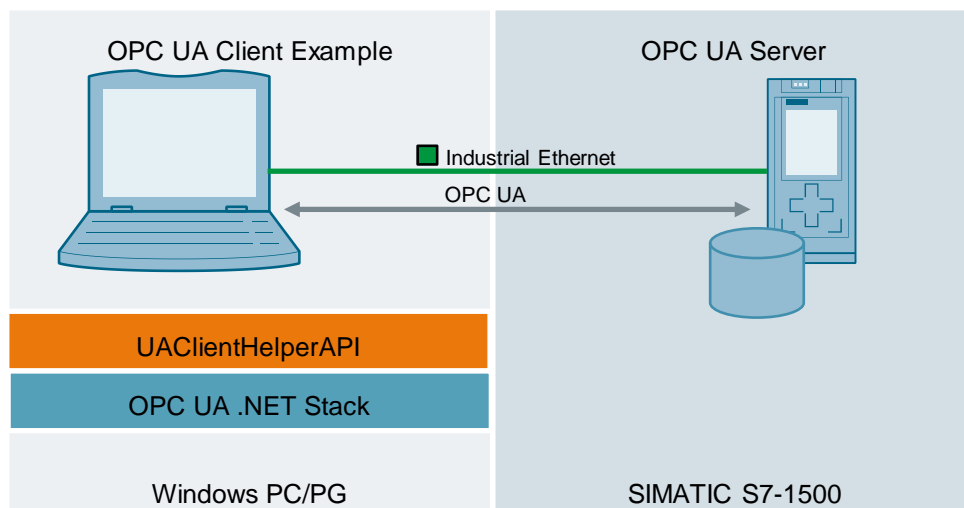 OPC UA Client Example
OPC UA Server
Industrial Ethernet
OPC UA
UAClientHelperAPI
OPC UA .NET Stack
Windows PC/PG
SIMATIC S7-1500